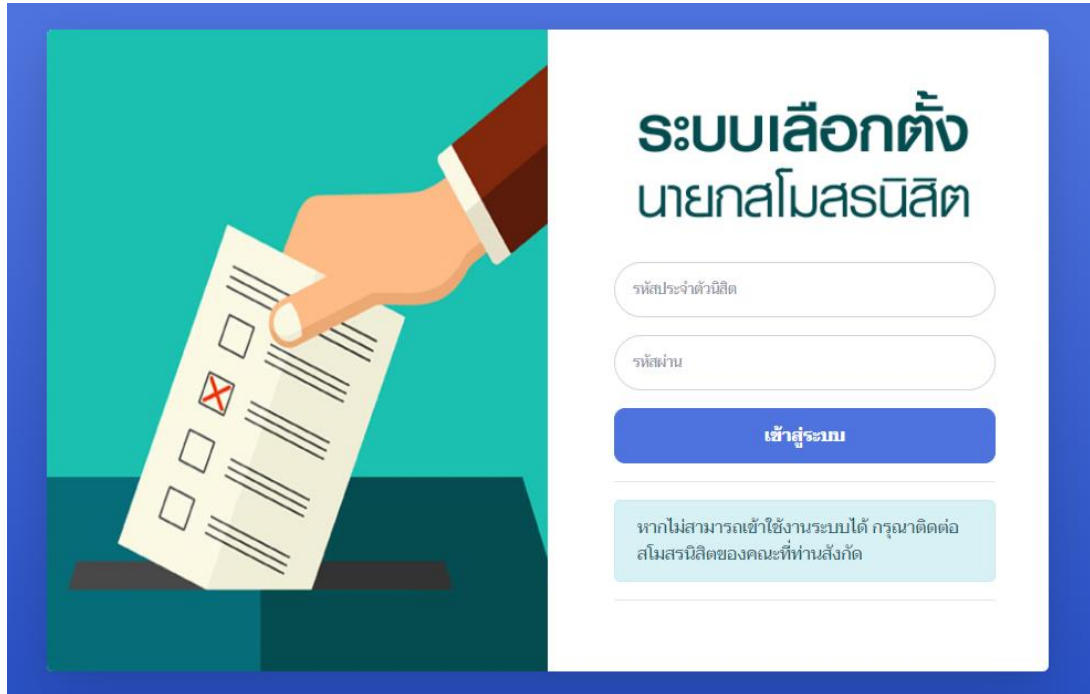 ระบบเลือกตั้ง
นายกสโมสรนิสิต
รหัสประจำตัวนิสิต
รหัสผ่าน
เข้าสู่ระบบ
หากไม่สามารถเข้าใช้งานระบบได้ กรุณาติดต่อ
สโมสรนิสิตของคณะที่ท่านสังกัด